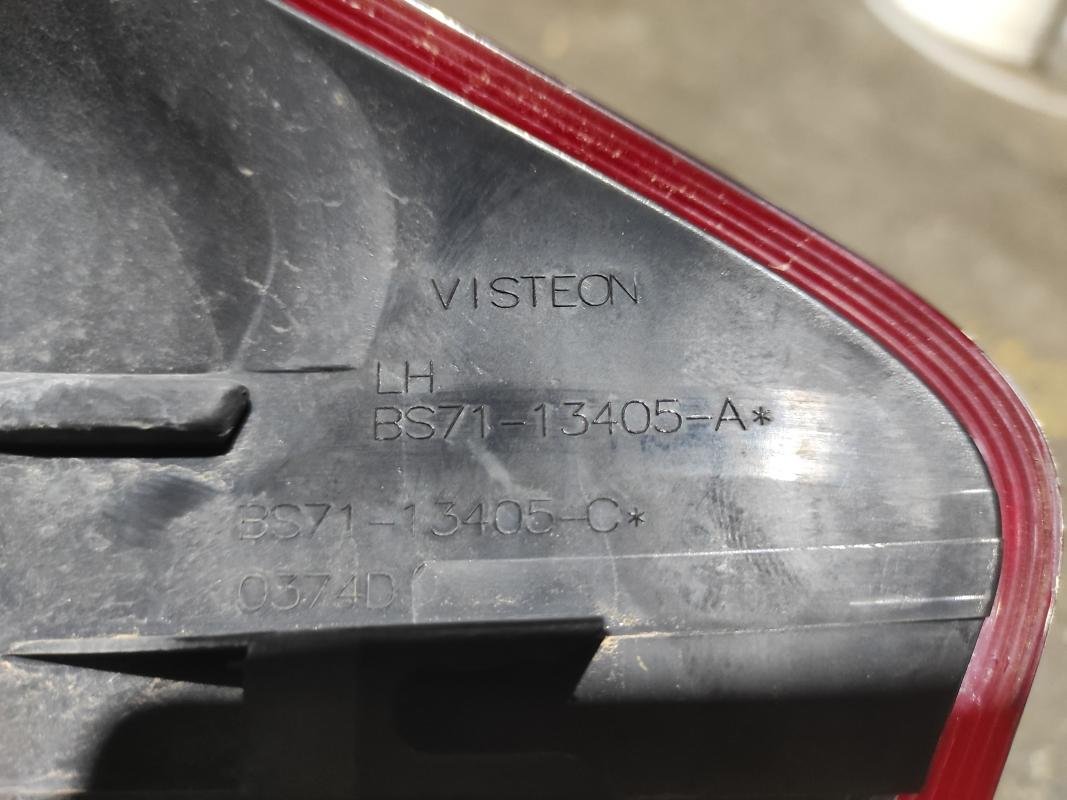 VISTEON
LH
BS71-13405-A*
BS71-13405-C*
0374D